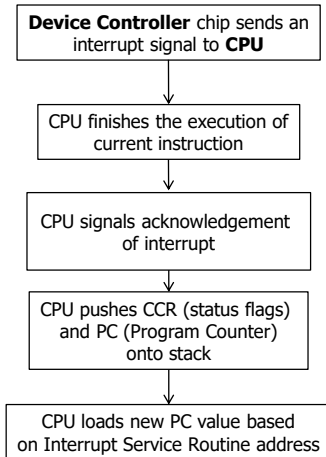 Device Controller chip sends an
interrupt signal to CPU
CPU finishes the execution of
current instruction
CPU signals acknowledgement
of interrupt
CPU pushes CCR (status flags)
and PC (Program Counter)
onto stack
CPU loads new PC value based
on Interrupt Service Routine address